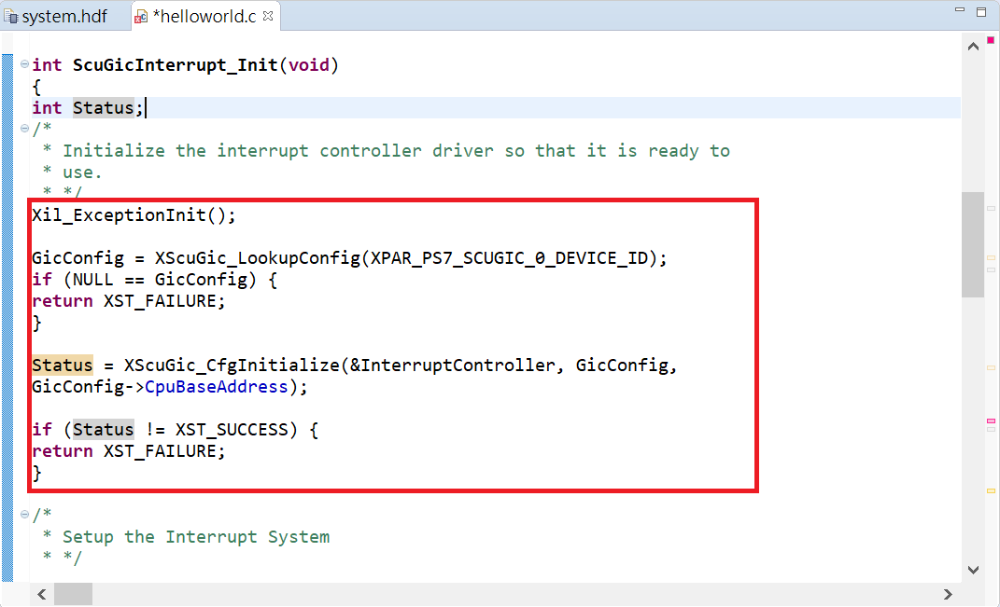 system.hdf
*helloworld.c
int ScuGicInterrupt_Init(void)
{
int Status;
/*
 * Initialize the interrupt controller driver so that it is ready to
 * use.
 * */
Xil_ExceptionInit();
GicConfig = XScuGic_LookupConfig(XPAR_PS7_SCUGIC_0_DEVICE_ID);
if (NULL == GicConfig) {
return XST_FAILURE;
}
Status = XScuGic_CfgInitialize(&InterruptController, GicConfig,
GicConfig->CpuBaseAddress);
if (Status != XST_SUCCESS) {
return XST_FAILURE;
}
/*
 * Setup the Interrupt System
 * */